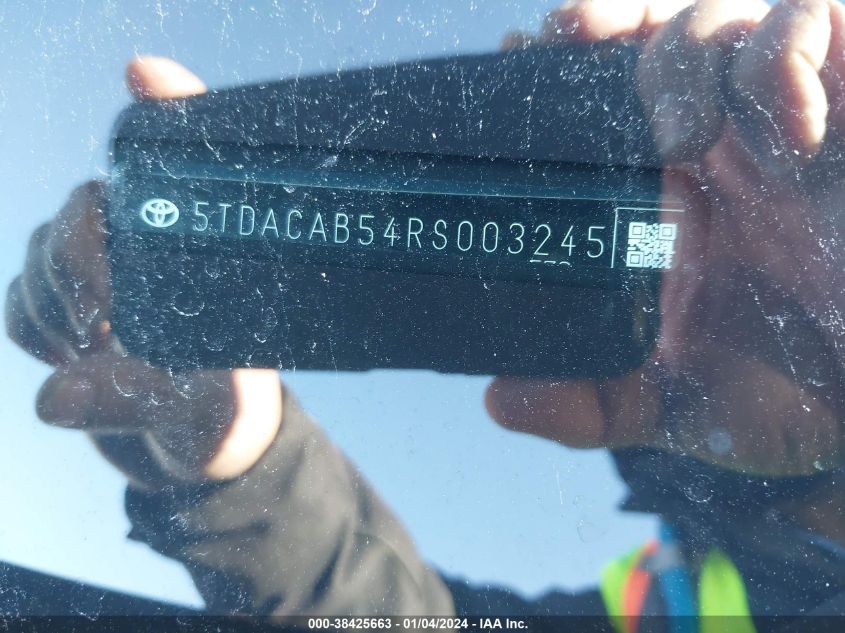 5TDACAB54RS003245
000-38425663 - 01/04/2024 - IAA Inc.